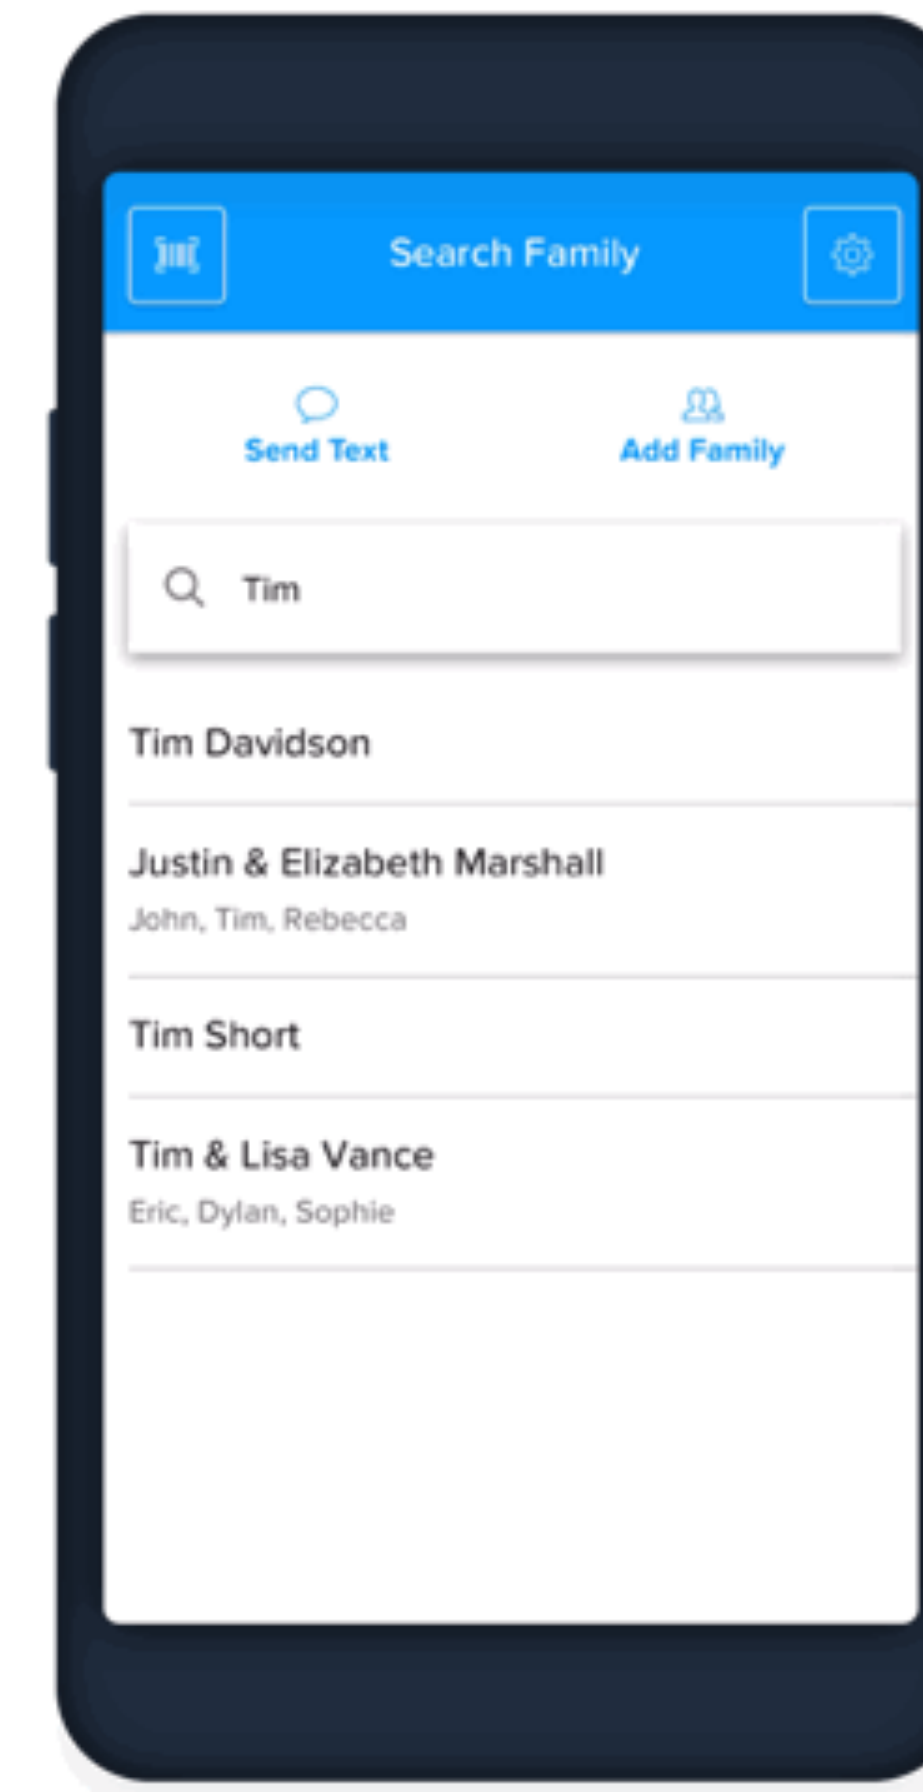 Search Family
Send Text
Add Family
Tim
Tim Davidson
Justin & Elizabeth Marshall
John, Tim, Rebecca
Tim Short
Tim & Lisa Vance
Eric, Dylan, Sophie